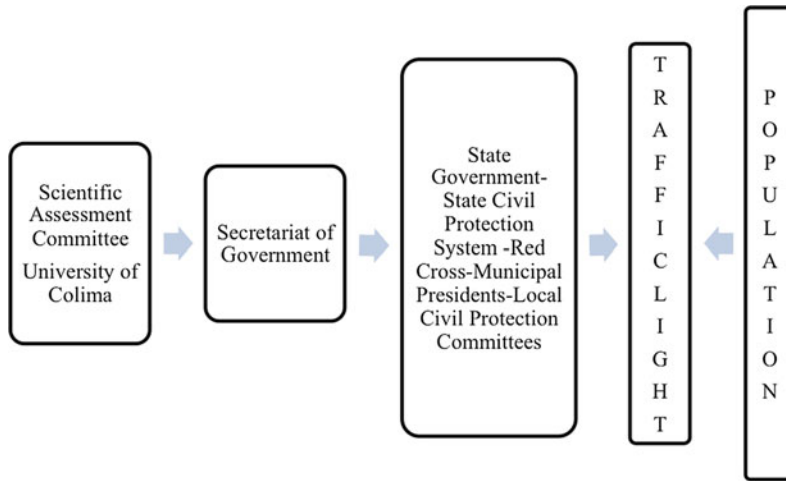 Scientific
Assessment
Committee
University of
Colima
Secretariat of
Government
State
Government-
State Civil
Protection
System -Red
Cross-Municipal
Presidents-Local
Civil Protection
Committees
T
R
A
F
F
I
C
L
I
G
H
T
P
O
P
U
L
A
T
I
O
N